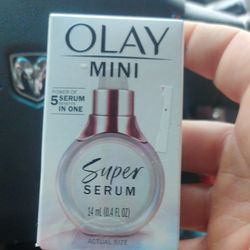 OLAY
MINI
POWER OF
5 SERUM
IN ONE
Super
SERUM
14 mL (0.4 FL OZ)
ACTUAL SIZE